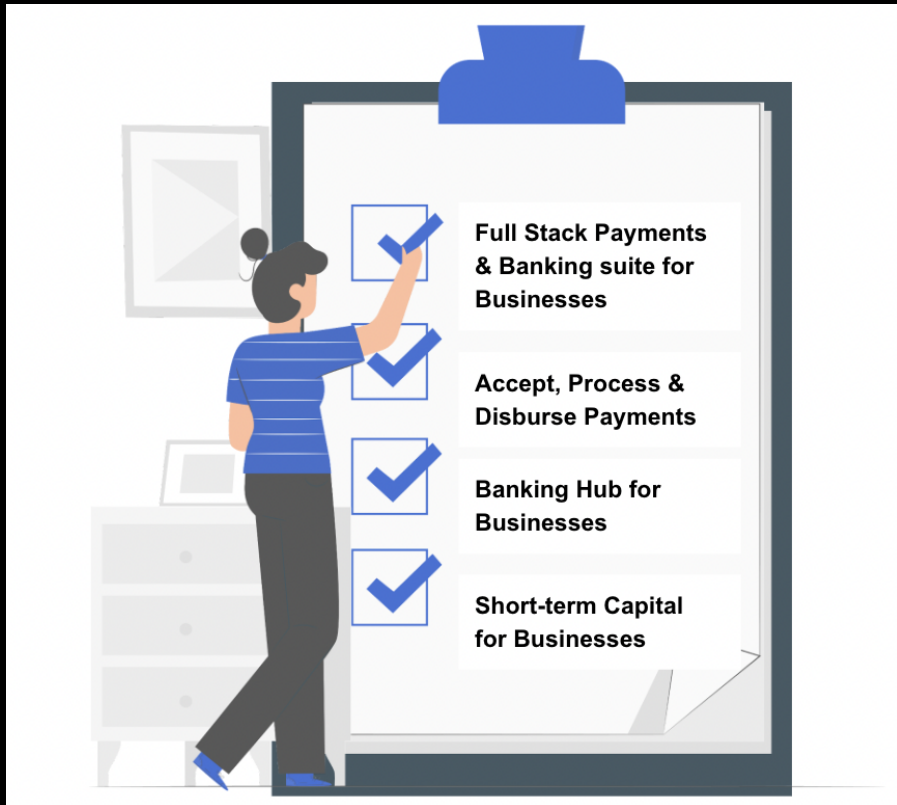 Full Stack Payments
& Banking suite for
Businesses
Accept, Process &
Disburse Payments
Banking Hub for
Businesses
Short-term Capital
for Businesses